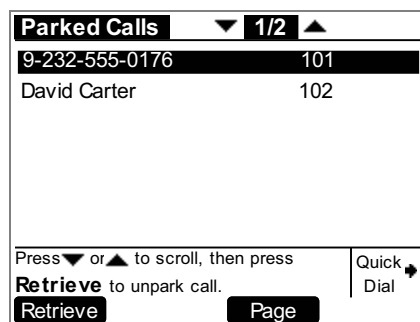 Parked Calls ▼ 1/2 ▲
9-232-555-0176 101
David Carter 102
Press▼ or▲ to scroll, then press
Retrieve to unpark call.
Quick
Dial
Retrieve Page